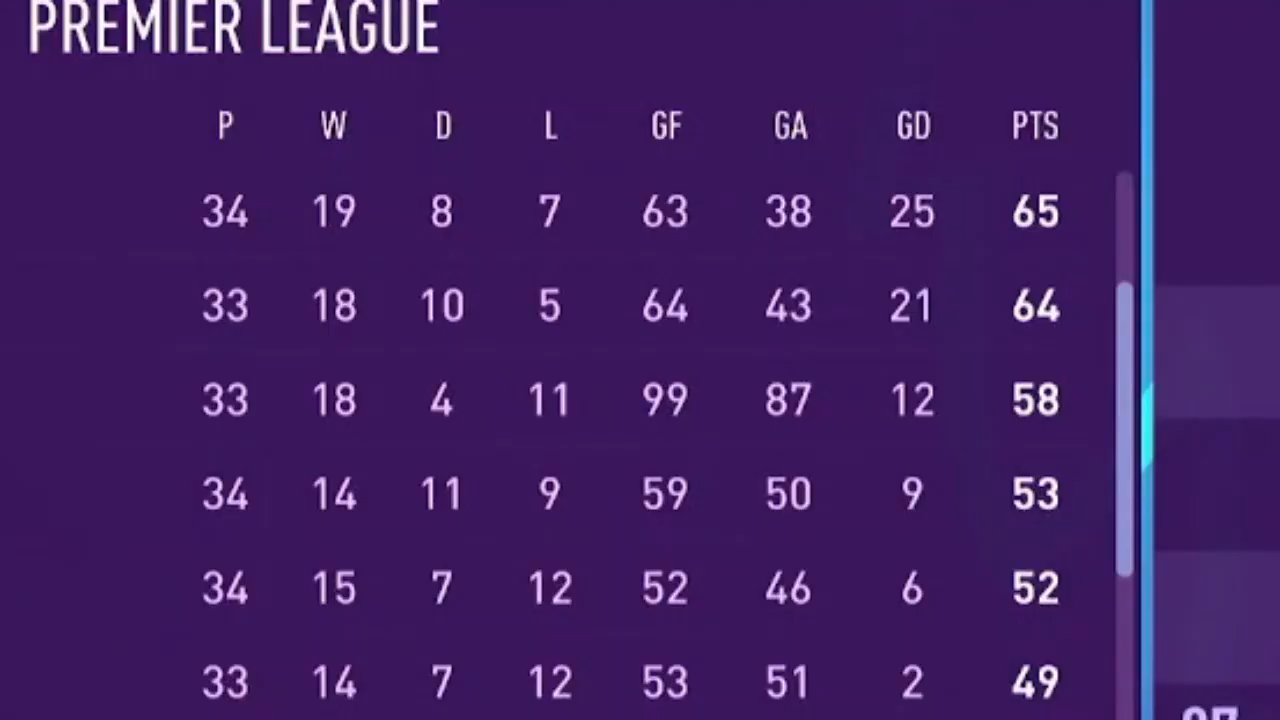 PREMIER LEAGUE
P W D L GF GA GD PTS
34 19 8 7 63 38 25 65
33 18 10 5 64 43 21 64
33 18 4 11 99 87 12 58
34 14 11 9 59 50 9 53
34 15 7 12 52 46 6 52
33 14 7 12 53 51 2 49